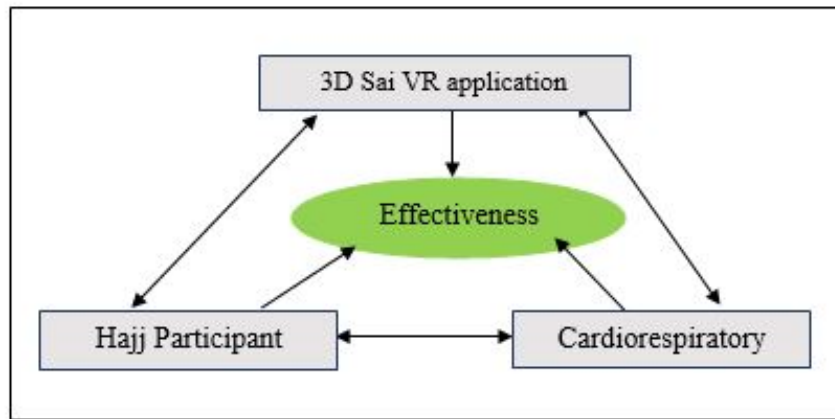 3D Sai VR application
Effectiveness
Hajj Participant
Cardiorespiratory